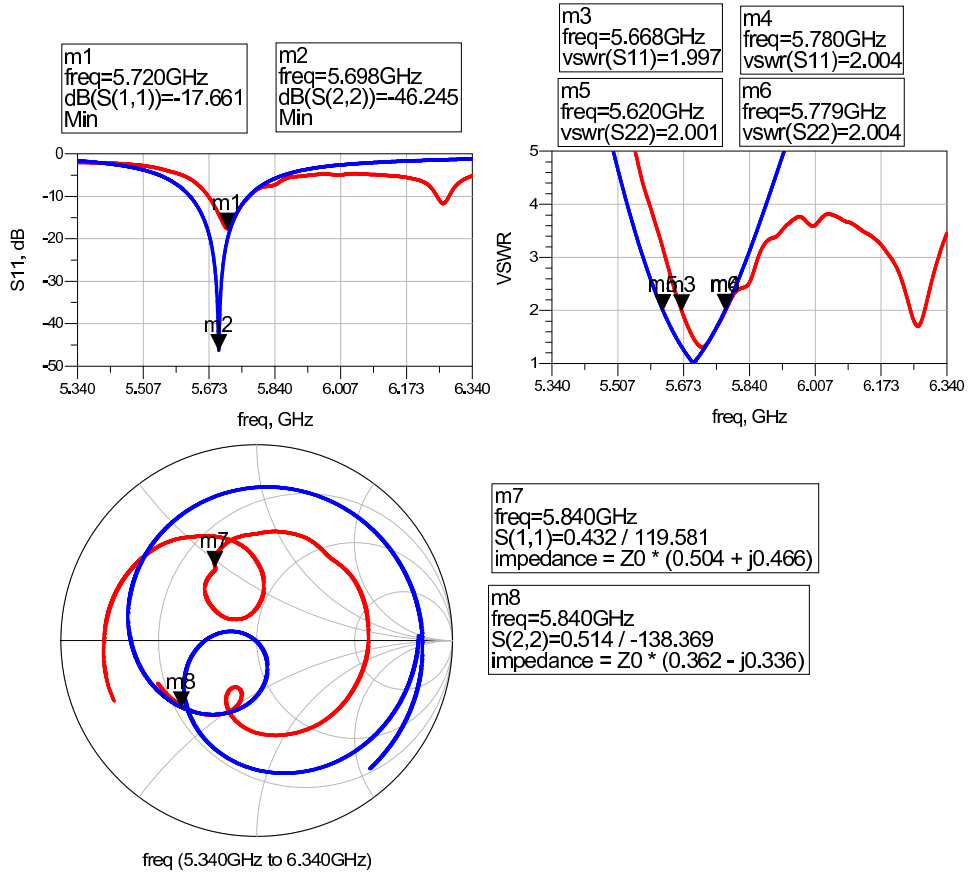 m1
freq=5.720GHz
dB(S(1,1))=-17.661
Min
m2
freq=5.698GHz
dB(S(2,2))=-46.245
Min
m3
freq=5.668GHz
vswr(S11)=1.997
m4
freq=5.780GHz
vswr(S11)=2.004
m5
freq=5.620GHz
vswr(S22)=2.001
m6
freq=5.779GHz
vswr(S22)=2.004
S11, dB
0
-10
-20
-30
-40
-50
m1
m2
5.340 5.507 5.673 5.840 6.007 6.173 6.340
freq, GHz
VSWR
5
4
3
2
1
m5 m3 m4 m6
5.340 5.507 5.673 5.840 6.007 6.173 6.340
freq, GHz
m7
m8
freq (5.340GHz to 6.340GHz)
m7
freq=5.840GHz
S(1,1)=0.432 / 119.581
impedance = Z0 * (0.504 + j0.466)
m8
freq=5.840GHz
S(2,2)=0.514 / -138.369
impedance = Z0 * (0.362 - j0.336)